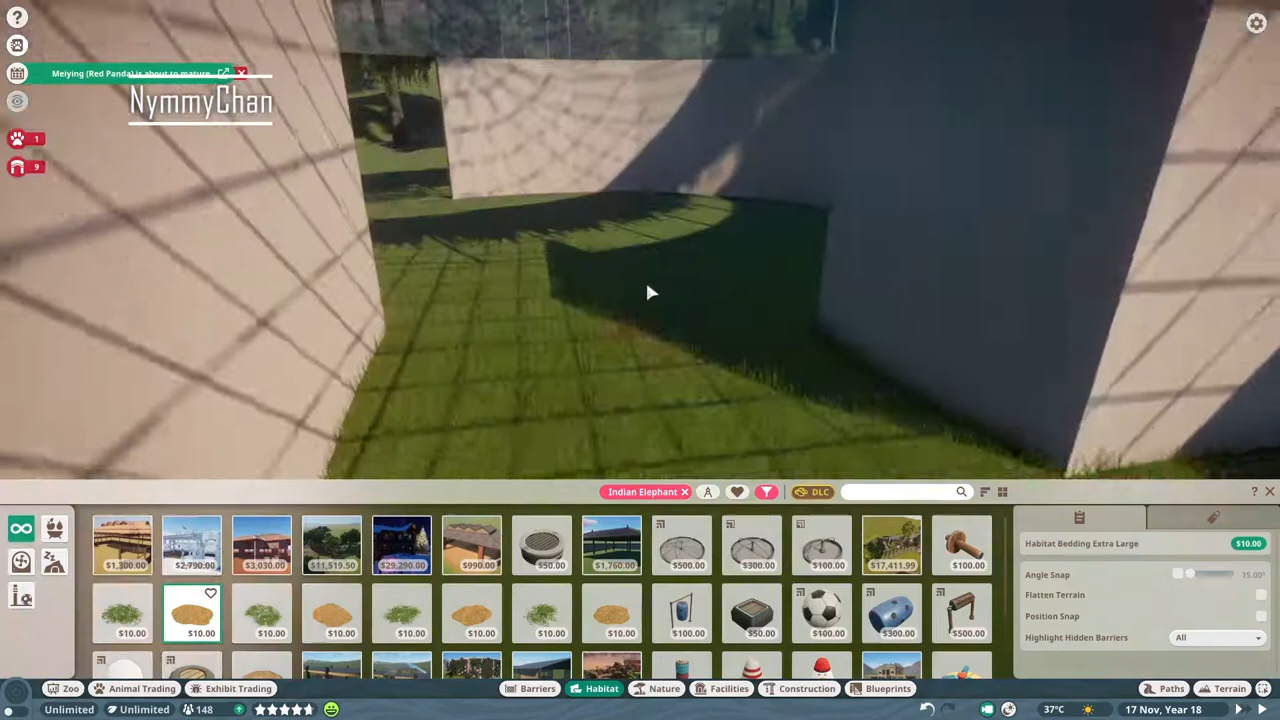 ?
Meiying (Red Panda) is about to mature
NymmyChan
1
9
Indian Elephant
DLC
?
$1,300.00
$2,790.00
$3,030.00
$11,519.50
$29,290.00
$990.00
$50.00
$1,760.00
$500.00
$300.00
$100.00
$17,411.99
$100.00
$10.00
$10.00
$10.00
$10.00
$10.00
$10.00
$10.00
$10.00
$100.00
$50.00
$100.00
$300.00
$500.00
Habitat Bedding Extra Large
$10.00
Angle Snap
15.00°
Flatten Terrain
Position Snap
Highlight Hidden Barriers
All
Zoo
Animal Trading
Exhibit Trading
Barriers
Habitat
Nature
Facilities
Construction
Blueprints
Paths
Terrain
Unlimited
Unlimited
148
37°C
17 Nov, Year 18